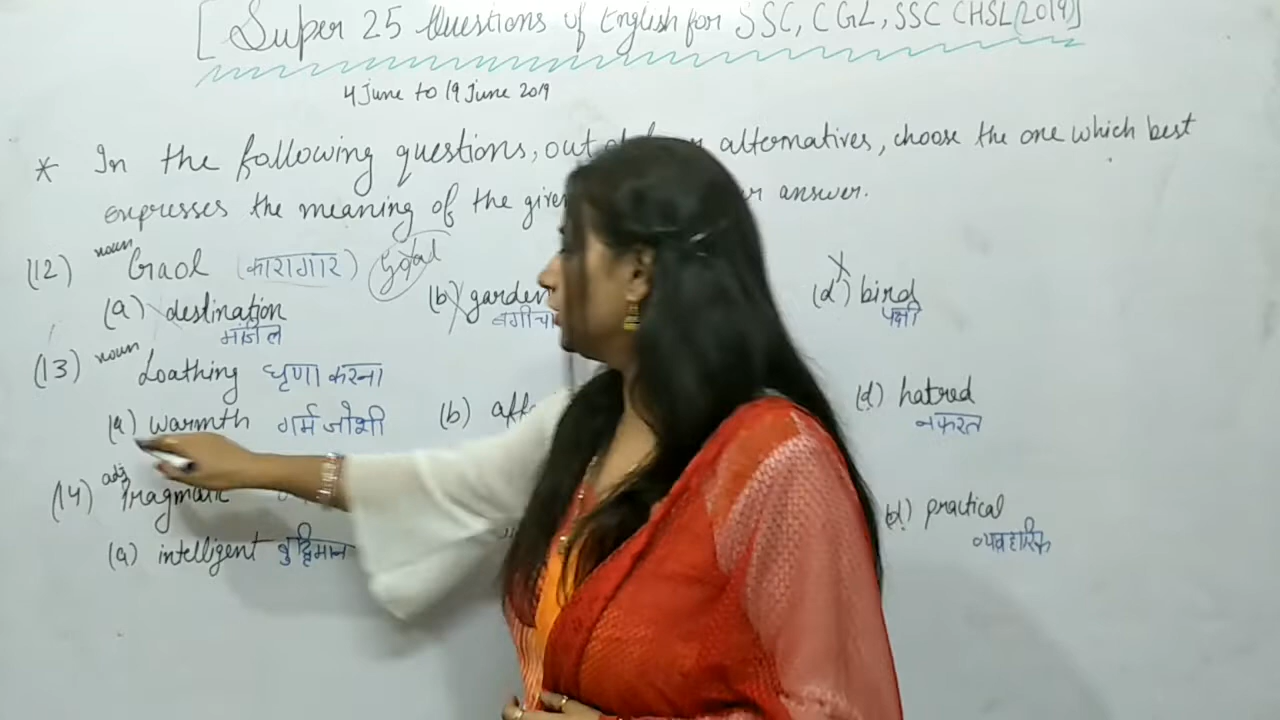 [Super 25 Questions of English for SSC, CGL, SSC CHSL (2019)]
4 June to 19 June 2019
* In the following questions, out of alternatives, choose the one which best
expresses the meaning of the given answer.
(12) noun Gaol (कारागार) Goal
(a) destination (b) garden (d) bird
मंजिल बगीचा पक्षी
(13) noun Loathing घृणा करना
(a) warmth गर्म जोशी (b) aff (d) hatred
नफरत
(14) adj Pragmatic
(a) intelligent बुद्धिमान (d) practical
व्यवहारिक